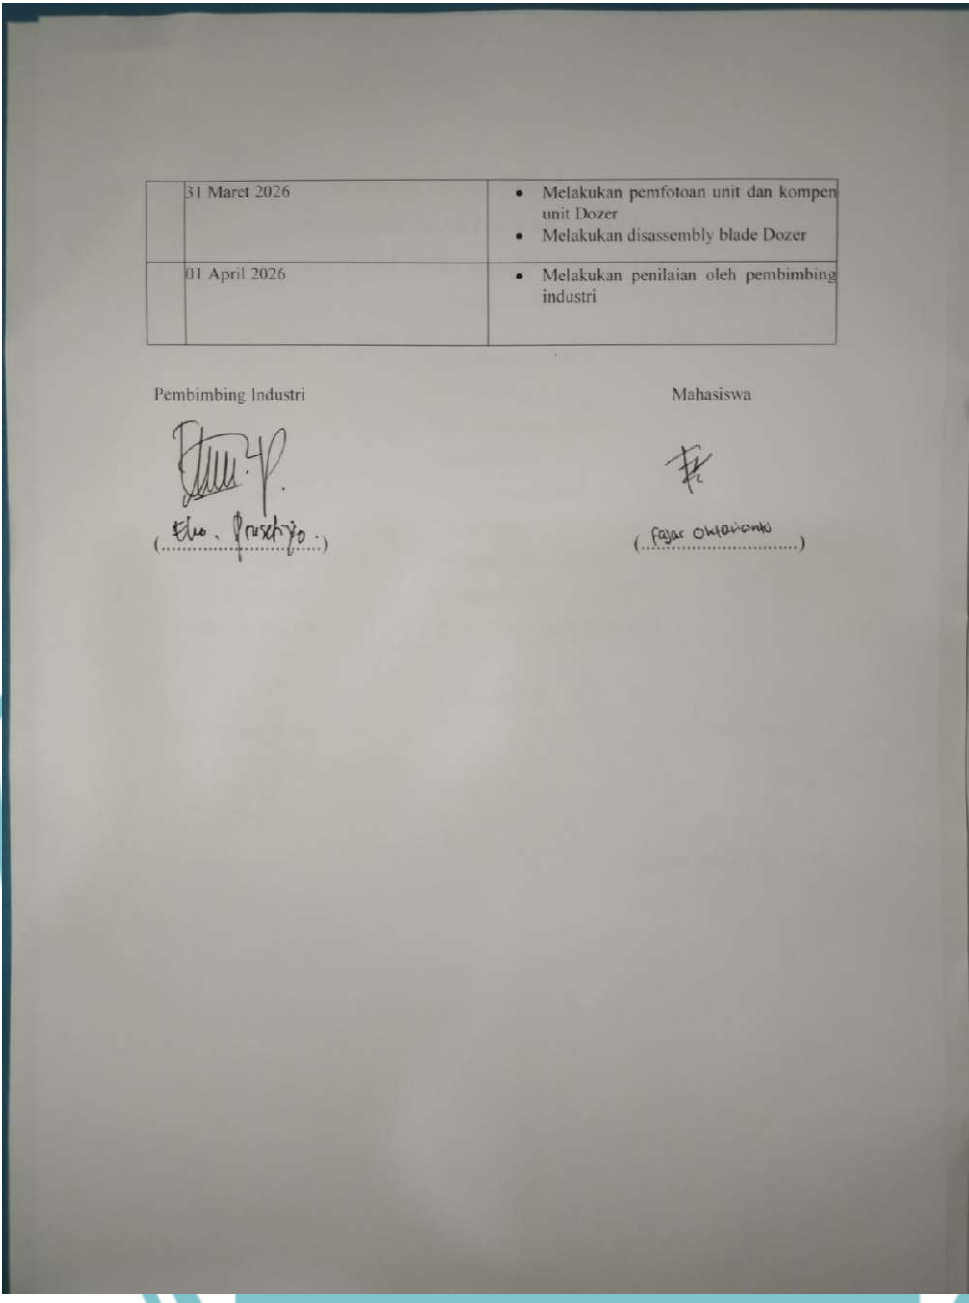 31 Maret 2026
• Melakukan pemfotoan unit dan kompen
unit Dozer
• Melakukan disassembly blade Dozer
01 April 2026
• Melakukan penilaian oleh pembimbing
industri
Pembimbing Industri
Mahasiswa
(Eko. Prasetiyo.)
(Fajar Oktavianto)